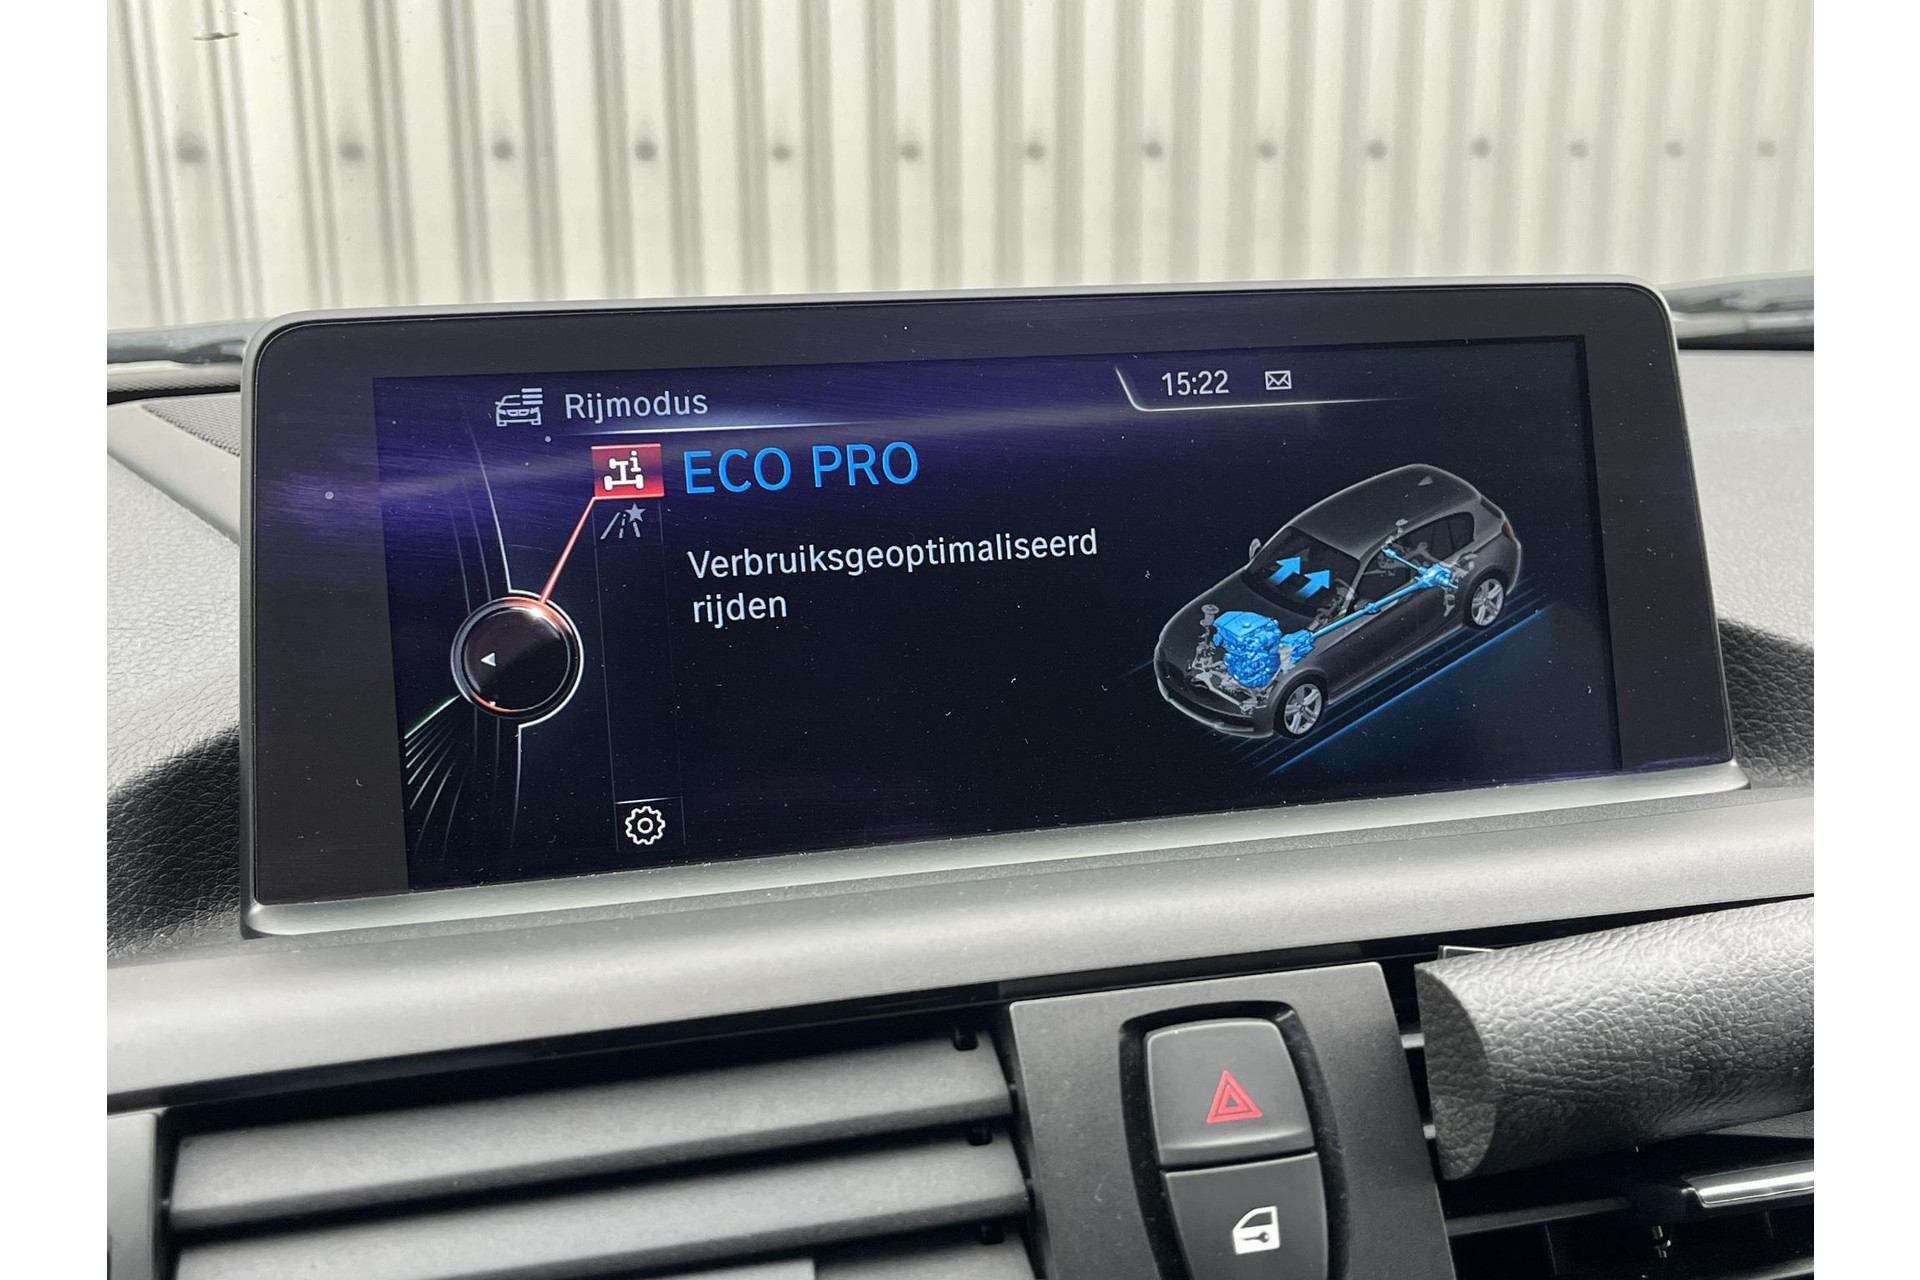 Rijmodus
15:22
ECO PRO
Verbruiksgeoptimaliseerd
rijden